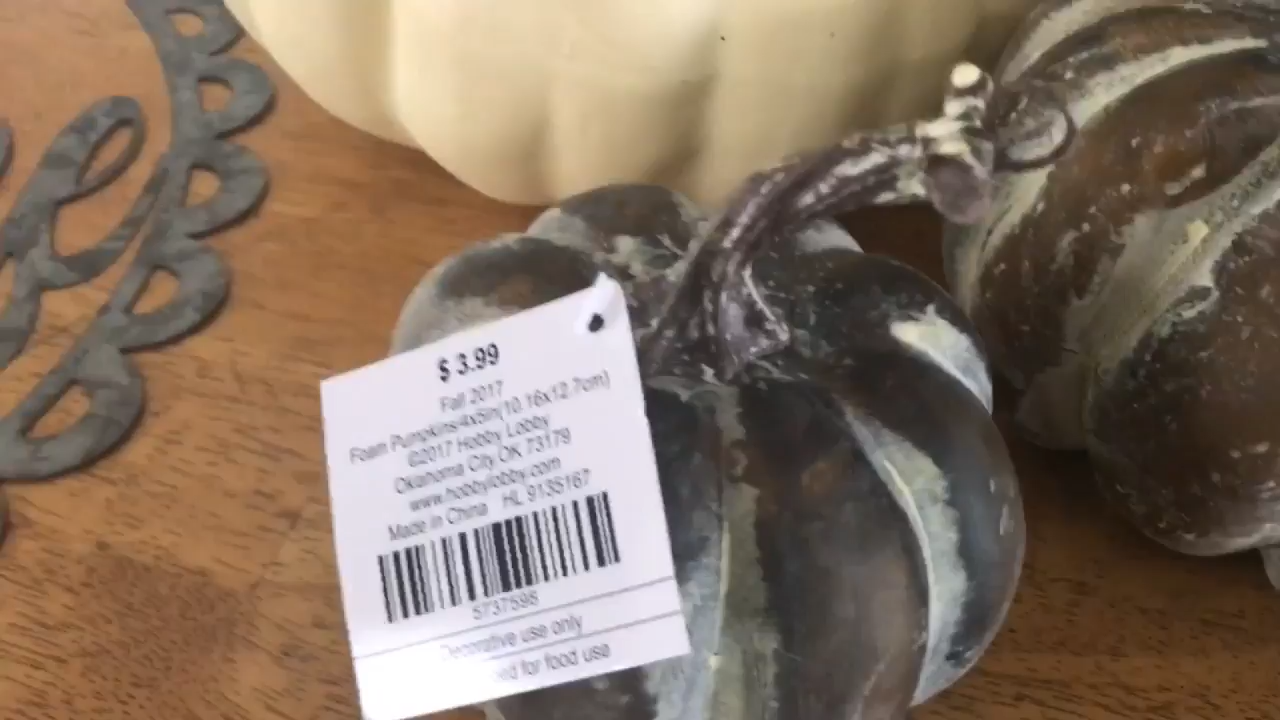 $ 3.99
Fall 2017
Foam Pumpkins-4x5in(10.16x12.7cm)
©2017 Hobby Lobby
Oklahoma City, OK 73179
www.hobbylobby.com
Made in China HL 9135167
5737598
Decorative use only
for food use